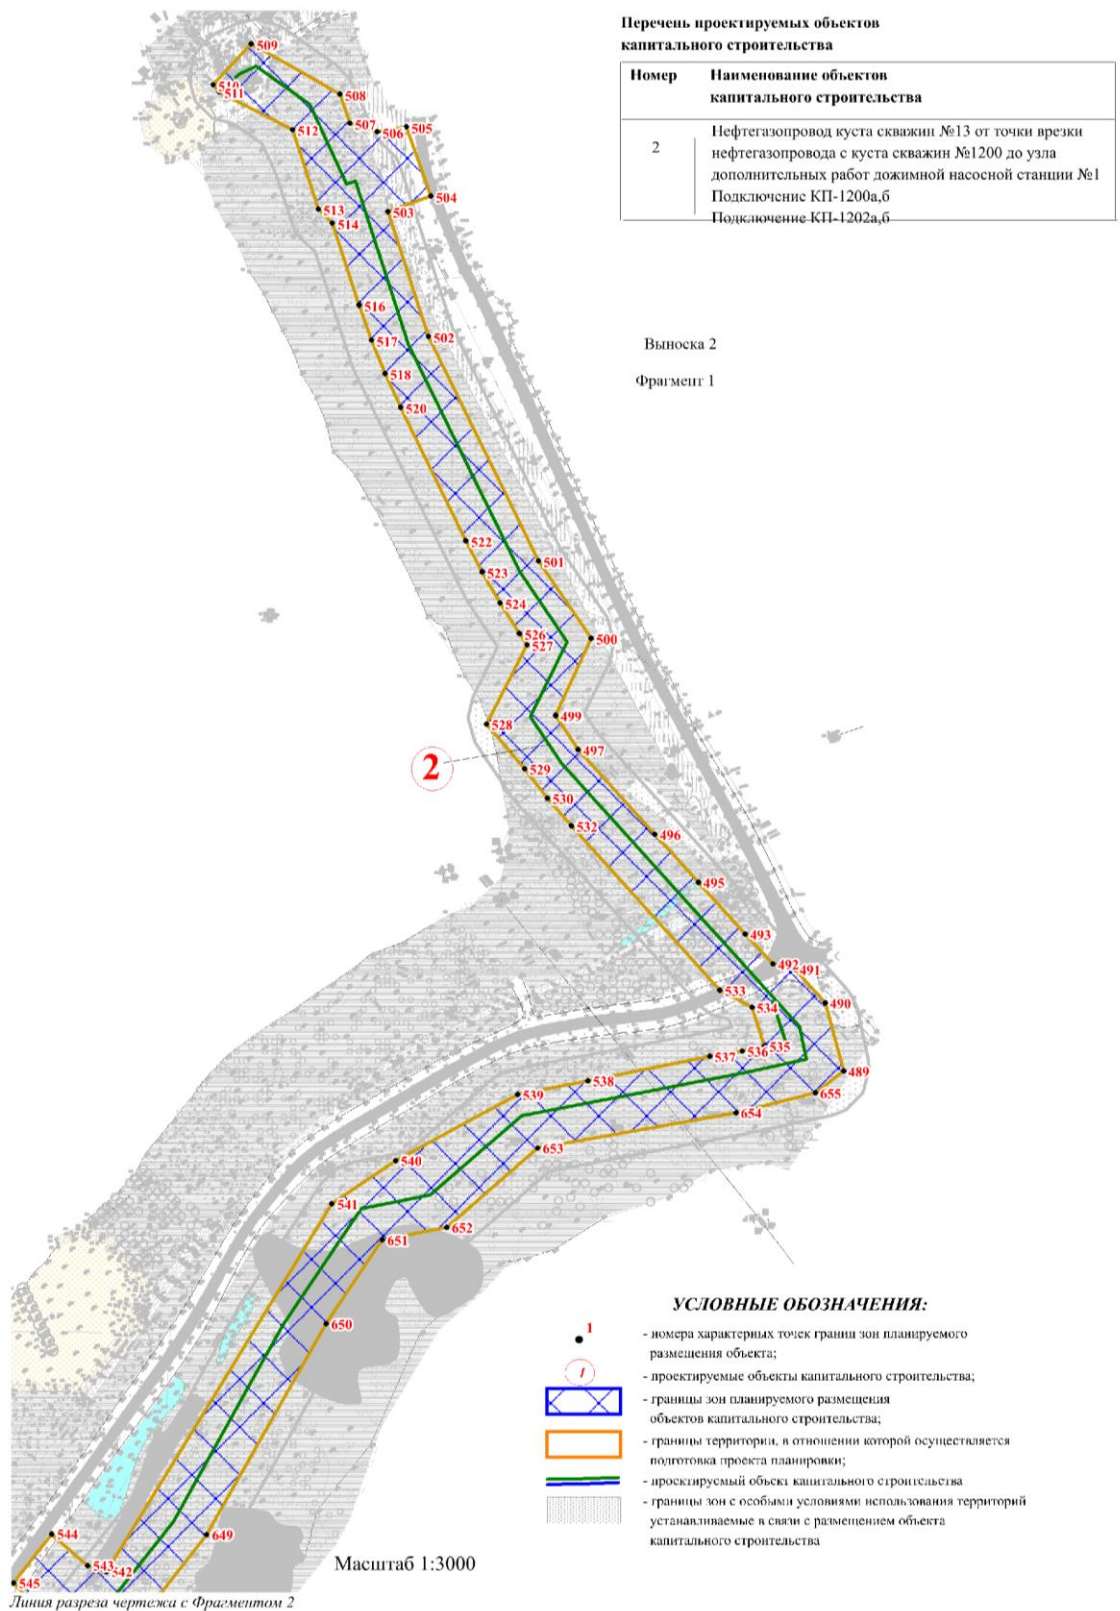 Перечень проектируемых объектов
капитального строительства
Номер
Наименование объектов
капитального строительства
2
Нефтегазопровод куста скважин №13 от точки врезки
нефтегазопровода с куста скважин №1200 до узла
дополнительных работ дожимной насосной станции №1
Подключение КП-1200а,б
Подключение КП-1202а,б
Выноска 2
Фрагмент 1
509
510
511
508
507
506
505
512
504
513
503
514
516
517
502
518
520
522
501
523
524
526
527
500
499
528
497
2
529
530
532
496
495
493
492
491
533
490
534
535
536
537
489
538
539
655
654
653
540
541
652
651
650
649
544
543
542
545
УСЛОВНЫЕ ОБОЗНАЧЕНИЯ:
1
- номера характерных точек границ зон планируемого
размещения объекта;
1
- проектируемые объекты капитального строительства;
- границы зон планируемого размещения
объектов капитального строительства;
- границы территории, в отношении которой осуществляется
подготовка проекта планировки;
- проектируемый объект капитального строительства
- границы зон с особыми условиями использования территорий
устанавливаемые в связи с размещением объекта
капитального строительства
Масштаб 1:3000
Линия разреза чертежа с Фрагментом 2